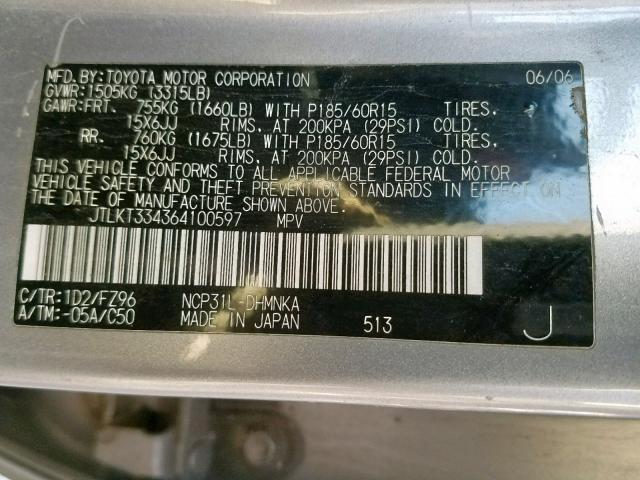 MFD.BY:TOYOTA MOTOR CORPORATION 06/06
GVWR:1505KG (3315LB)
GAWR:FRT. 755KG (1660LB) WITH P185/60R15 TIRES,
15X6JJ RIMS, AT 200KPA (29PSI) COLD.
RR. 760KG (1675LB) WITH P185/60R15 TIRES,
15X6JJ RIMS, AT 200KPA (29PSI) COLD.
THIS VEHICLE CONFORMS TO ALL APPLICABLE FEDERAL MOTOR
VEHICLE SAFETY AND THEFT PREVENTION STANDARDS IN EFFECT ON
THE DATE OF MANUFACTURE SHOWN ABOVE.
JTLKT334364100597 MPV
C/TR:1D2/FZ96 NCP31L-DHMNKA
A/TM:-05A/C50 MADE IN JAPAN 513 J